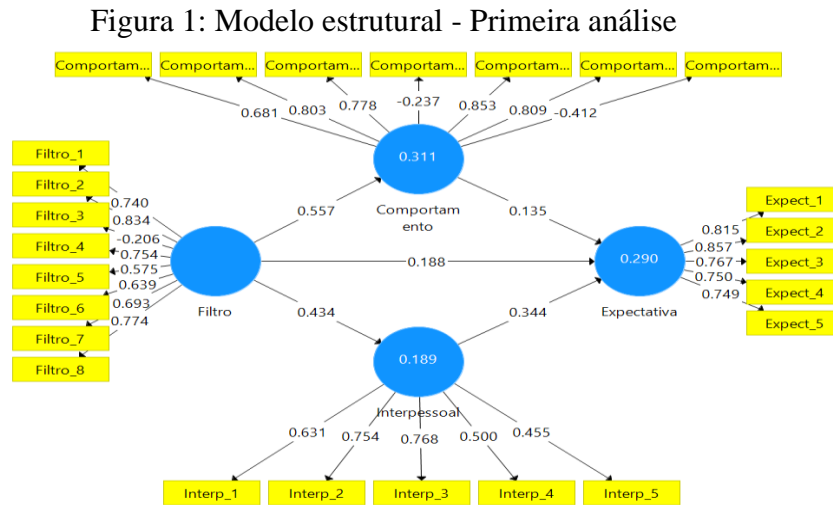 Figura 1: Modelo estrutural - Primeira análise
Comportam... Comportam... Comportam... Comportam... Comportam... Comportam... Comportam...
0.681 0.803 0.778 -0.237 0.853 0.809 -0.412
0.311
Comportam
ento
Filtro_1
Filtro_2
Filtro_3
Filtro_4
Filtro_5
Filtro_6
Filtro_7
Filtro_8
0.740
0.834
-0.206
0.754
0.575
0.639
0.693
0.774
Filtro
0.557
0.135
0.188
0.434
0.344
0.290
Expectativa
0.815
0.857
0.767
0.750
0.749
Expect_1
Expect_2
Expect_3
Expect_4
Expect_5
0.189
Interpessoal
0.631 0.754 0.768 0.500 0.455
Interp_1 Interp_2 Interp_3 Interp_4 Interp_5